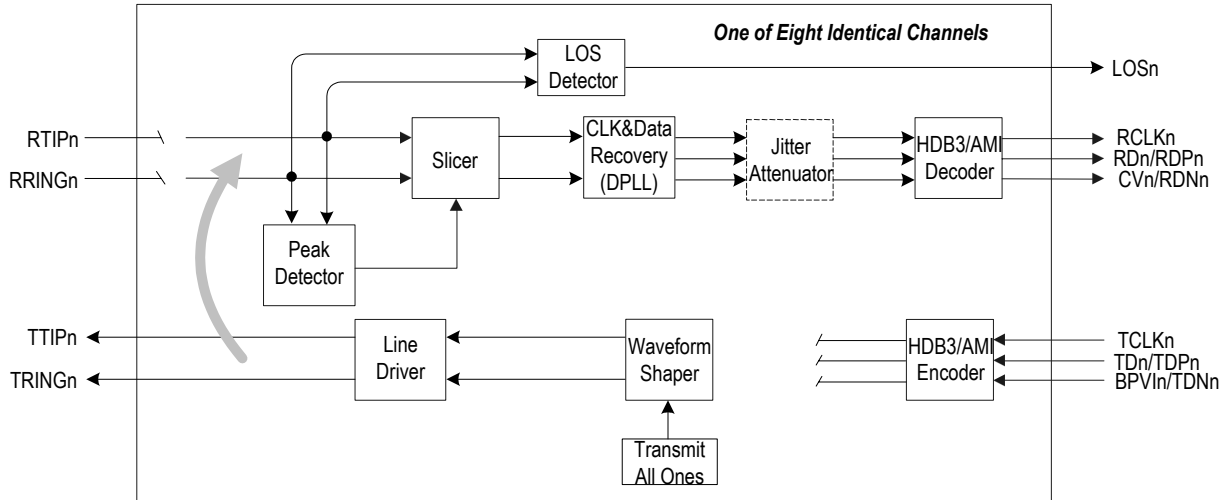 One of Eight Identical Channels
LOS
Detector
LOSn
RTIPn
RRINGn
Slicer
CLK&Data
Recovery
(DPLL)
Jitter
Attenuator
HDB3/AMI
Decoder
RCLKn
RDn/RDPn
CVn/RDNn
Peak
Detector
TTIPn
TRINGn
Line
Driver
Waveform
Shaper
HDB3/AMI
Encoder
TCLKn
TDn/TDPn
BPVIn/TDNn
Transmit
All Ones